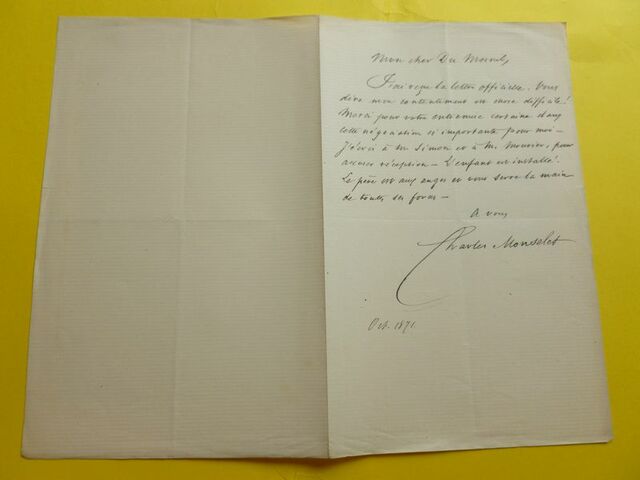 Mon cher Du Mesnil,
J'ai reçu la lettre officielle. Vous
dire mon contentement est chose difficile!
Merci pour votre entremise certaine dans
cette négociation si importante pour moi —
J'écris à M. Simon et à M. Mourier, pour
accuser réception — L'enfant est installé!
Le père est aux anges et vous serre la main
de toutes ses forces —
A vous
Charles Monselet
Oct. 1871.